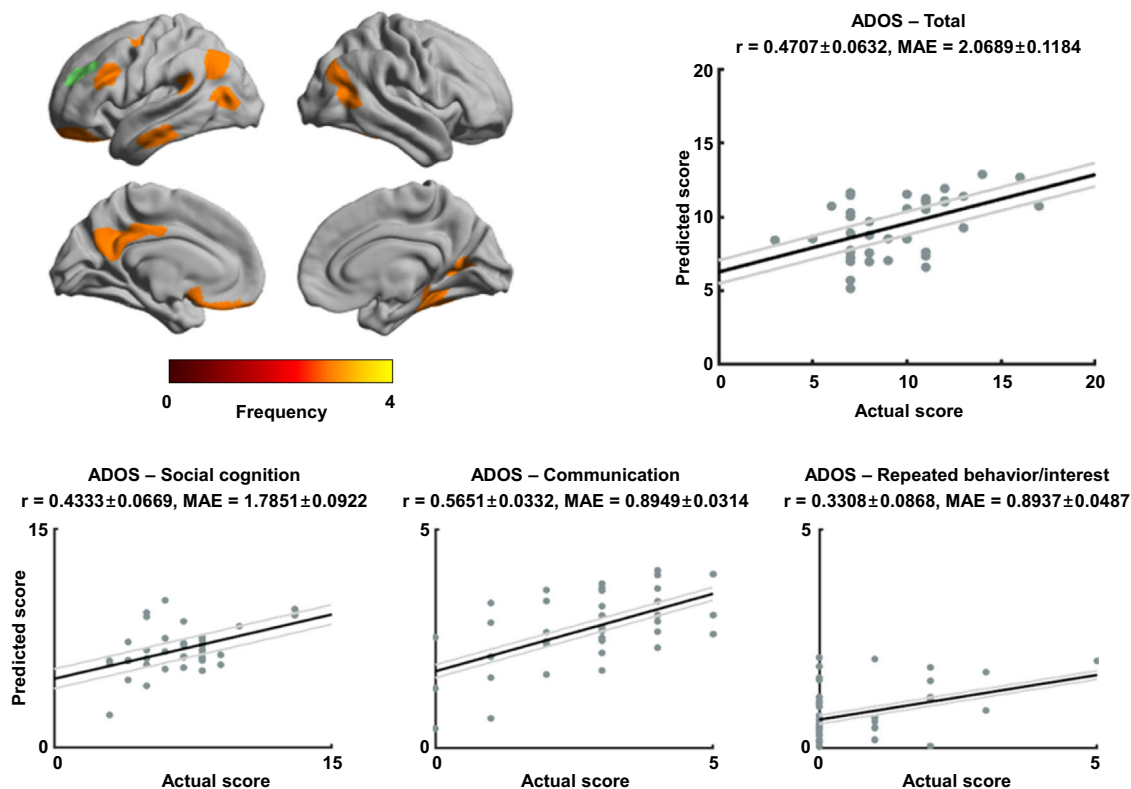 ADOS – Total
r = 0.4707±0.0632, MAE = 2.0689±0.1184
20
15
10
5
0
Predicted score
0 5 10 15 20
Actual score
0 4
Frequency
ADOS – Social cognition
r = 0.4333±0.0669, MAE = 1.7851±0.0922
15
0
Predicted score
0 15
Actual score
ADOS – Communication
r = 0.5651±0.0332, MAE = 0.8949±0.0314
5
0
0 5
Actual score
ADOS – Repeated behavior/interest
r = 0.3308±0.0868, MAE = 0.8937±0.0487
5
0
0 5
Actual score